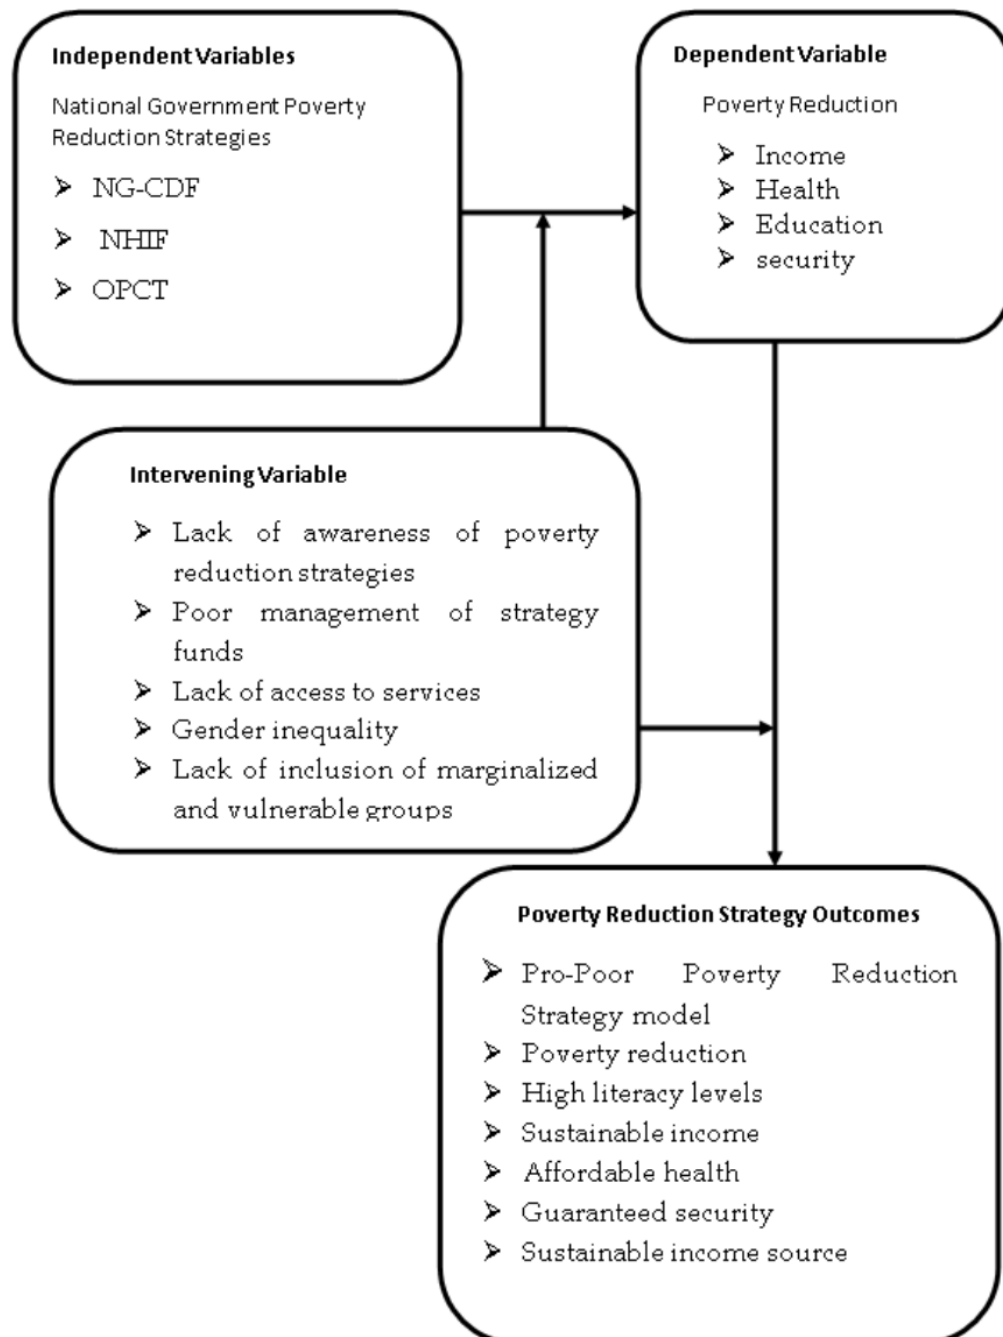 Independent Variables
National Government Poverty
Reduction Strategies
➢ NG-CDF
➢ NHIF
➢ OPCT
Dependent Variable
Poverty Reduction
➢ Income
➢ Health
➢ Education
➢ security
Intervening Variable
➢ Lack of awareness of poverty
reduction strategies
➢ Poor management of strategy
funds
➢ Lack of access to services
➢ Gender inequality
➢ Lack of inclusion of marginalized
and vulnerable groups
Poverty Reduction Strategy Outcomes
➢ Pro-Poor Poverty Reduction
Strategy model
➢ Poverty reduction
➢ High literacy levels
➢ Sustainable income
➢ Affordable health
➢ Guaranteed security
➢ Sustainable income source